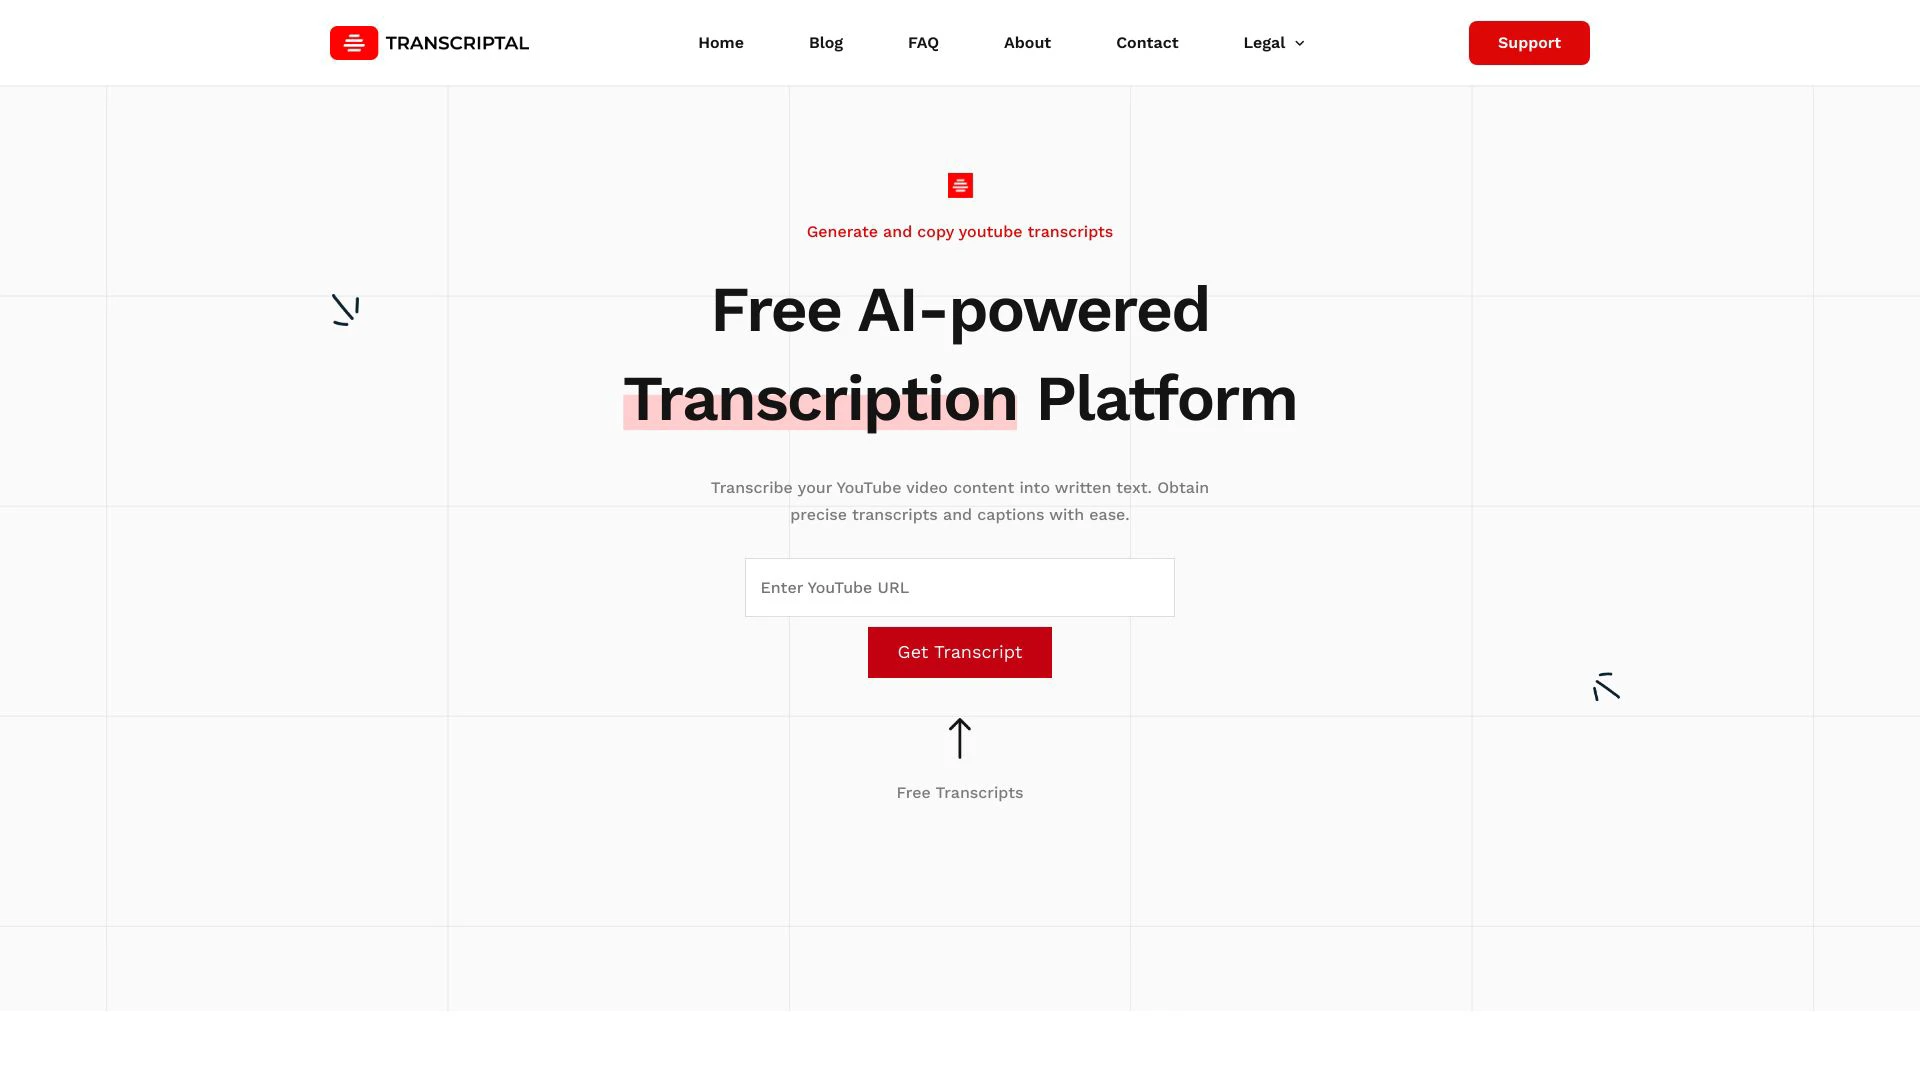 TRANSCRIPTAL
Home
Blog
FAQ
About
Contact
Legal
Support
Generate and copy youtube transcripts
Free AI-powered
Transcription Platform
Transcribe your YouTube video content into written text. Obtain
precise transcripts and captions with ease.
Enter YouTube URL
Get Transcript
Free Transcripts